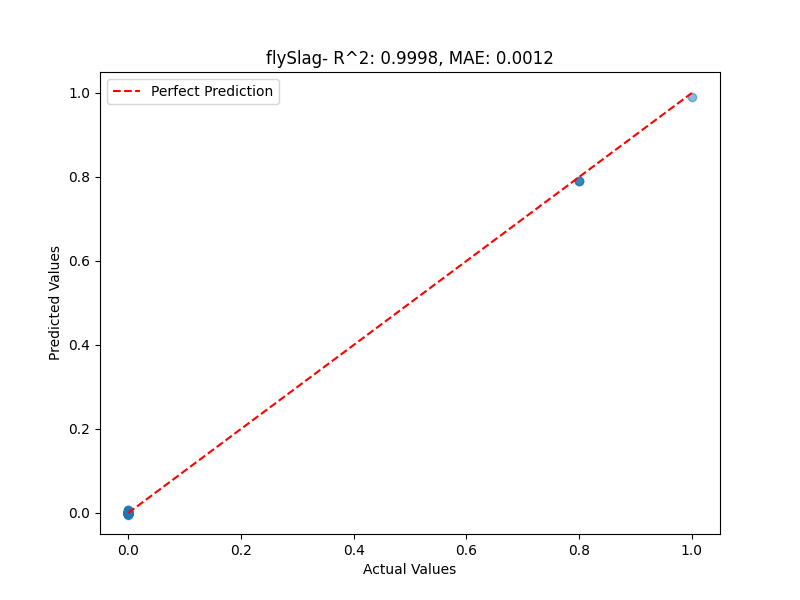 flySlag- R^2: 0.9998, MAE: 0.0012
Perfect Prediction
1.0
0.8
0.6
0.4
0.2
0.0
Predicted Values
0.0 0.2 0.4 0.6 0.8 1.0
Actual Values